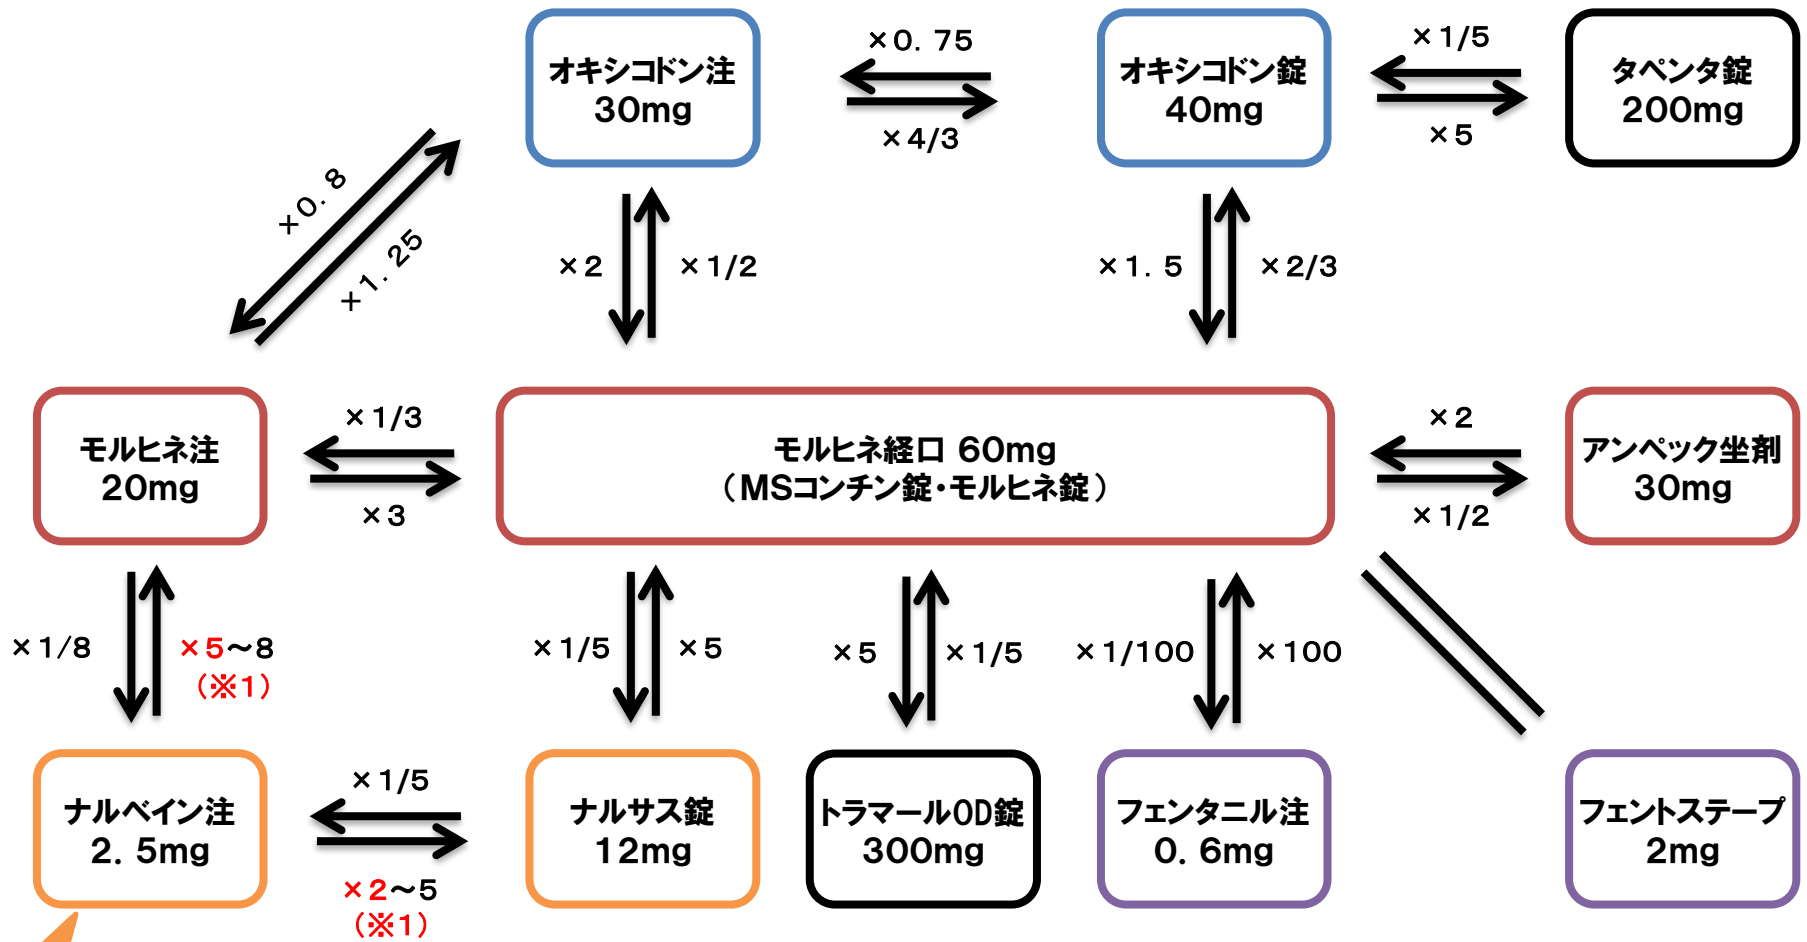 オキシコドン注
30mg
×0.75
×4/3
オキシコドン錠
40mg
×1/5
×5
タペンタ錠
200mg
×0.8
×1.25
×2
×1/2
×1.5
×2/3
モルヒネ注
20mg
×1/3
×3
モルヒネ経口 60mg
(MSコンチン錠・モルヒネ錠)
×2
×1/2
アンペック坐剤
30mg
×1/8
×5～8
(※1)
×1/5
×5
×5
×1/5
×1/100
×100
ナルベイン注
2.5mg
×1/5
×2～5
(※1)
ナルサス錠
12mg
トラマールOD錠
300mg
フェンタニル注
0.6mg
フェントステープ
2mg